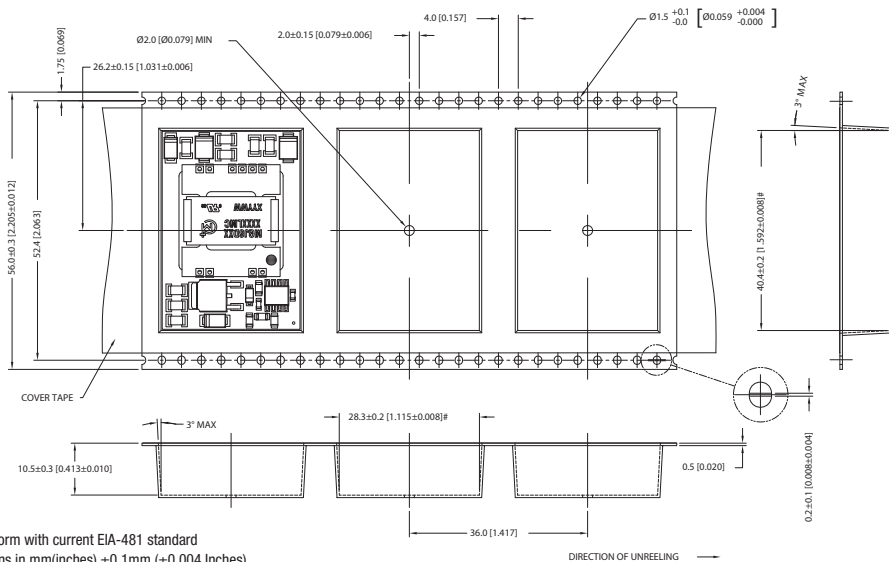 4.0 [0.157]
Ø1.5 +0.1 -0.0 [Ø0.059 +0.004 -0.000]
Ø2.0 [Ø0.079] MIN
2.0±0.15 [0.079±0.006]
1.75 [0.069]
26.2±0.15 [1.031±0.006]
3° MAX
56.0±0.3 [2.205±0.012]
52.4 [2.063]
40.4±0.2 [1.592±0.008]#
XYYWW
XXXXLMC
MGJ60XX
COVER TAPE
28.3±0.2 [1.115±0.008]#
3° MAX
10.5±0.3 [0.413±0.010]
0.5 [0.020]
0.2±0.1 [0.008±0.004]
36.0 [1.417]
orm with current EIA-481 standard
ns in mm(inches) ±0.1mm (±0.004 Inches)
DIRECTION OF UNREELING